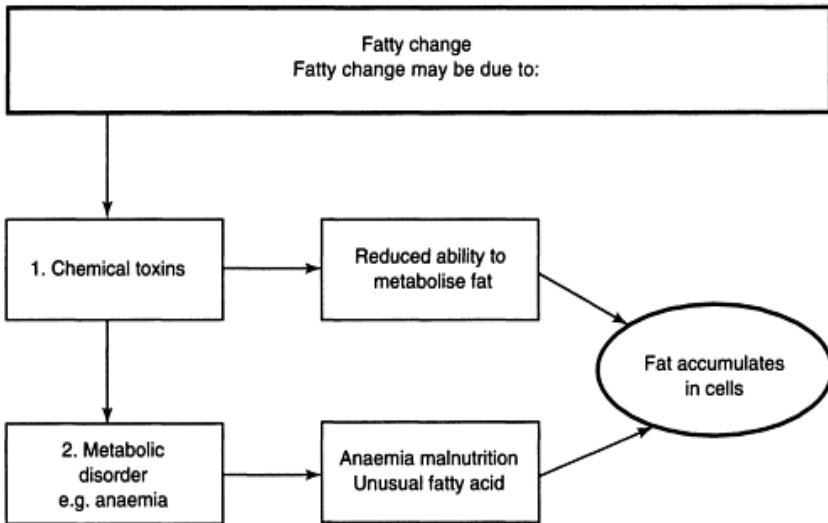 Fatty change
Fatty change may be due to:
1. Chemical toxins
Reduced ability to
metabolise fat
Fat accumulates
in cells
2. Metabolic
disorder
e.g. anaemia
Anaemia malnutrition
Unusual fatty acid